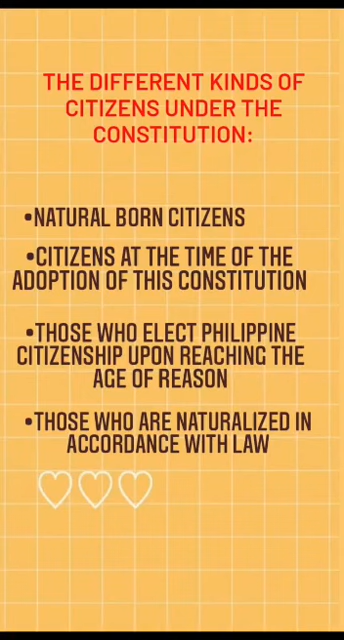 THE DIFFERENT KINDS OF
CITIZENS UNDER THE
CONSTITUTION:
•NATURAL BORN CITIZENS
•CITIZENS AT THE TIME OF THE
ADOPTION OF THIS CONSTITUTION
•THOSE WHO ELECT PHILIPPINE
CITIZENSHIP UPON REACHING THE
AGE OF REASON
•THOSE WHO ARE NATURALIZED IN
ACCORDANCE WITH LAW